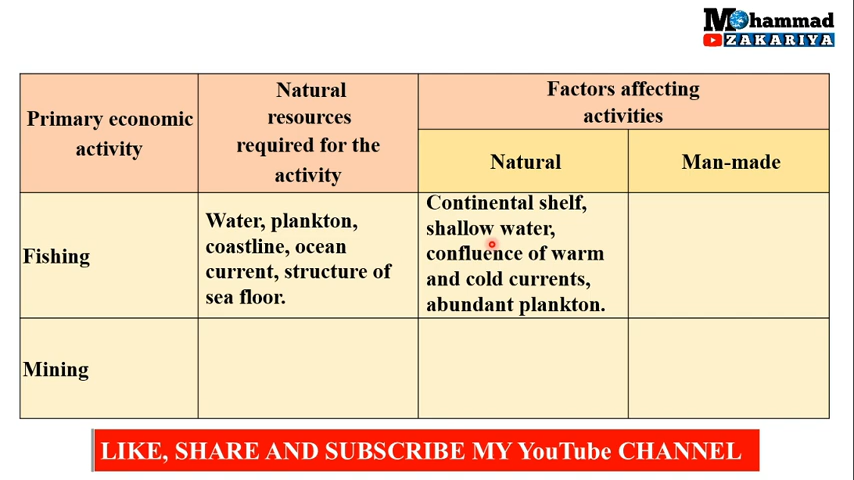 Mohammad
ZAKARIYA
Primary economic
activity
Natural
resources
required for the
activity
Factors affecting
activities
Natural
Man-made
Fishing
Water, plankton,
coastline, ocean
current, structure of
sea floor.
Continental shelf,
shallow water,
confluence of warm
and cold currents,
abundant plankton.
Mining
LIKE, SHARE AND SUBSCRIBE MY YouTube CHANNEL